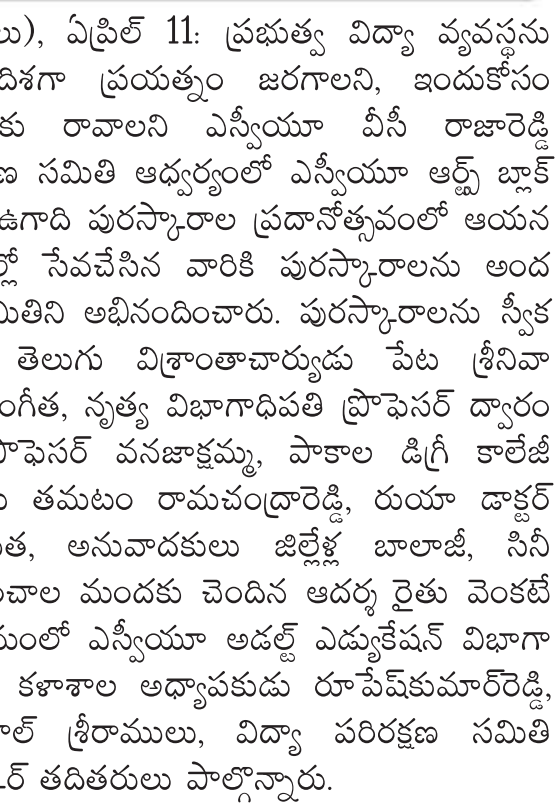 లు), ఏప్రిల్ 11: ప్రభుత్వ విద్యా వ్యవస్థను
దిశగా ప్రయత్నం జరగాలని, ఇందుకోసం
కు రావాలని ఎస్వీయూ వీసీ రాజారెడ్డి
ణ సమితి ఆధ్వర్యంలో ఎస్వీయూ ఆర్ట్స్ బ్లాక్
ఉగాది పురస్కారాల ప్రదానోత్సవంలో ఆయన
ల్లో సేవచేసిన వారికి పురస్కారాలను అంద
మితిని అభినందించారు. పురస్కారాలను స్వీక
తెలుగు విశ్రాంతాచార్యుడు పేట శ్రీనివా
ంగీత, నృత్య విభాగాధిపతి ప్రొఫెసర్ ద్వారం
ొఫెసర్ వనజాక్షమ్మ, పాకాల డిగ్రీ కాలేజీ
తమటం రామచంద్రారెడ్డి, రుయా డాక్టర్
త, అనువాదకులు జిల్లేళ్ల బాలాజీ, సినీ
చాల మందకు చెందిన ఆదర్శ రైతు వెంకటే
ంలో ఎస్వీయూ అడల్ట్ ఎడ్యుకేషన్ విభాగా
కళాశాల అధ్యాపకుడు రూపేష్‌కుమార్‌రెడ్డి,
ాల్ శ్రీరాములు, విద్యా పరిరక్షణ సమితి
ర్ తదితరులు పాల్గొన్నారు.